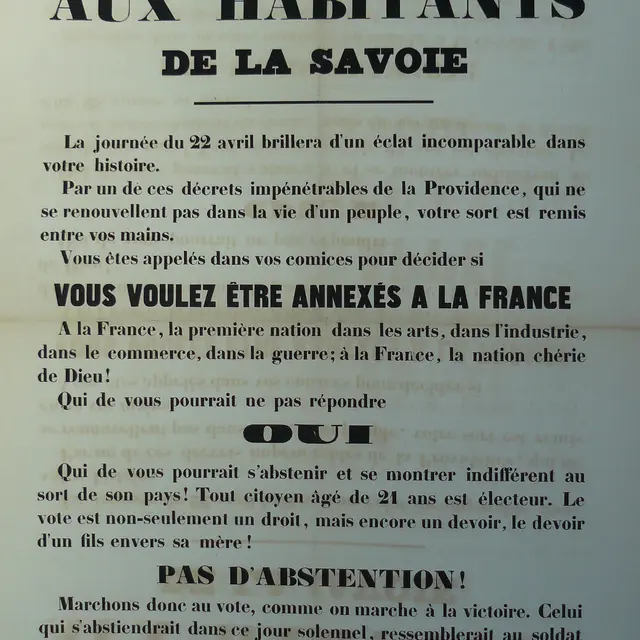 AUX HABITANTS
DE LA SAVOIE
La journée du 22 avril brillera d'un éclat incomparable dans
votre histoire.
Par un de ces décrets impénétrables de la Providence, qui ne
se renouvellent pas dans la vie d'un peuple, votre sort est remis
entre vos mains.
Vous êtes appelés dans vos comices pour décider si
VOUS VOULEZ ÊTRE ANNEXÉS A LA FRANCE
A la France, la première nation dans les arts, dans l'industrie,
dans le commerce, dans la guerre; à la France, la nation chérie
de Dieu!
Qui de vous pourrait ne pas répondre
OUI
Qui de vous pourrait s'abstenir et se montrer indifférent au
sort de son pays! Tout citoyen âgé de 21 ans est électeur. Le
vote est non-seulement un droit, mais encore un devoir, le devoir
d'un fils envers sa mère!
PAS D'ABSTENTION!
Marchons donc au vote, comme on marche à la victoire. Celui
qui s'abstiendrait dans ce jour solennel, ressemblerait au soldat